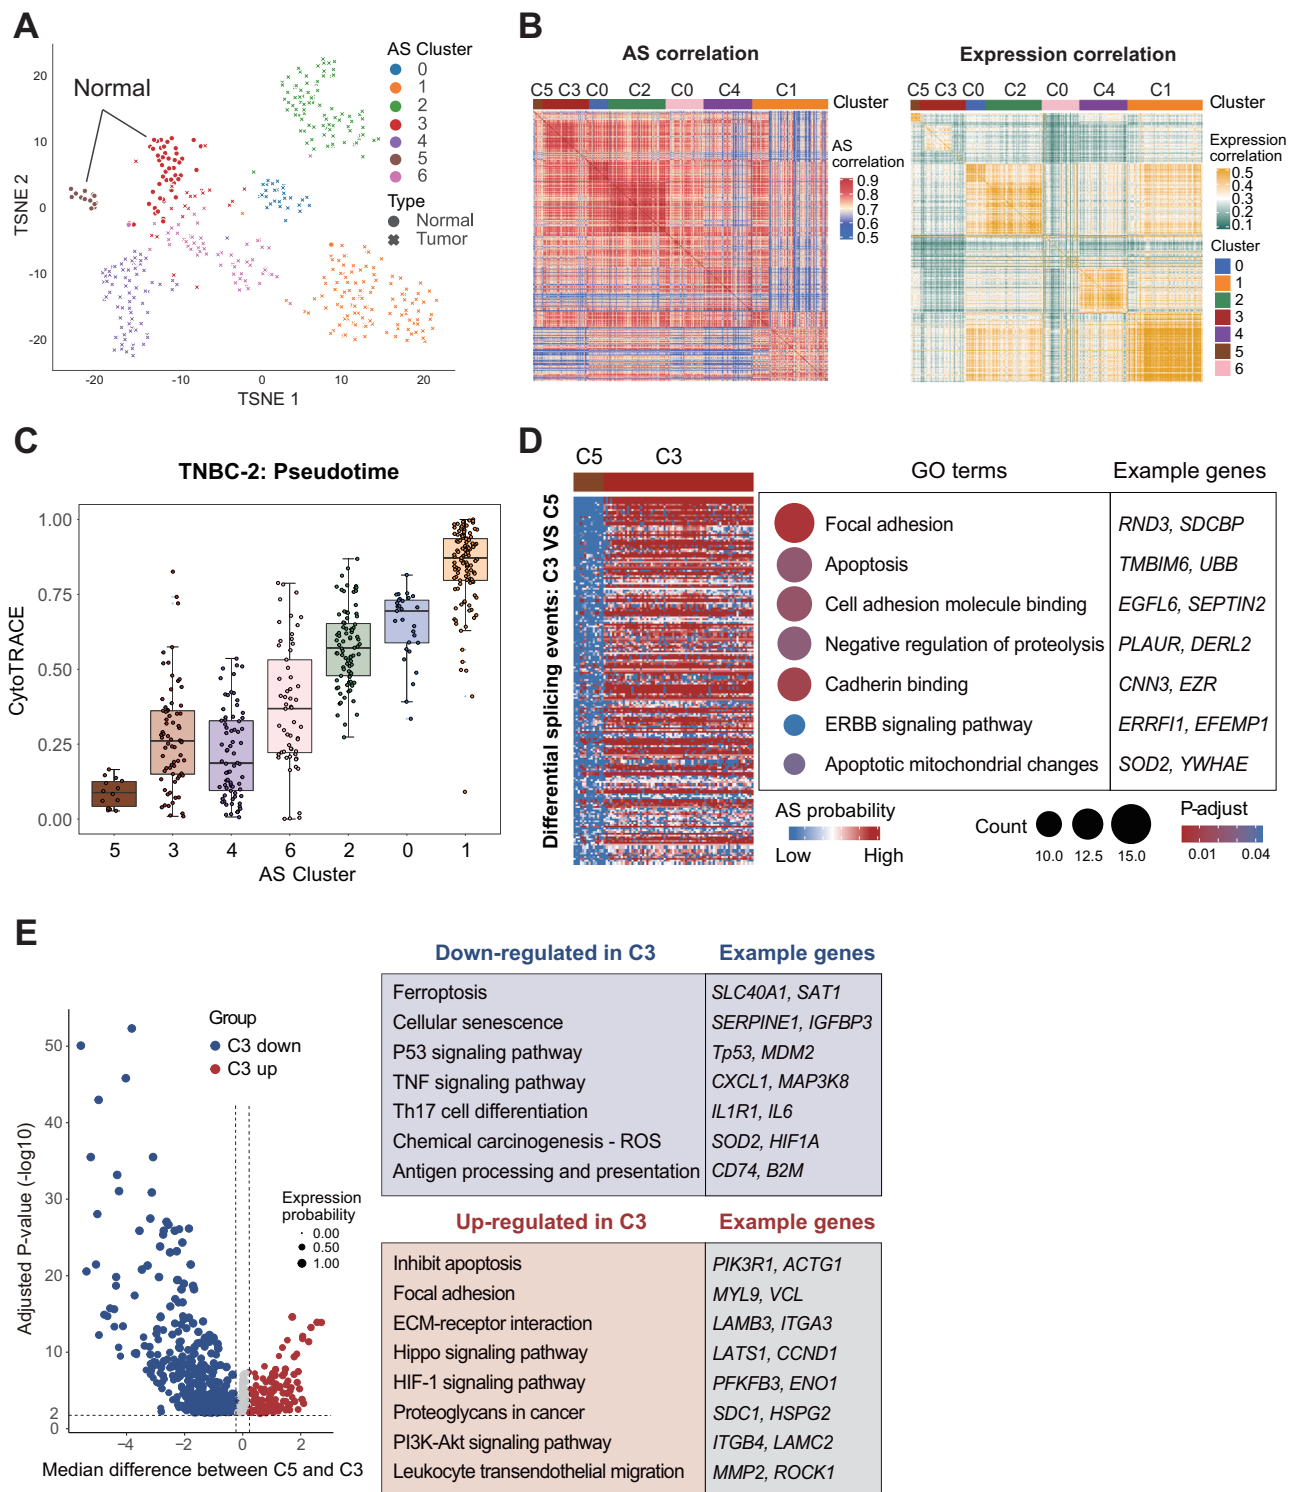 A
Normal
TSNE 2
20
10
0
-10
-20
-20
-10
0
10
20
TSNE 1
AS Cluster
0
1
2
3
4
5
6
Type
Normal
Tumor
B
AS correlation
C5 C3 C0 C2 C0 C4 C1
Cluster
AS
correlation
0.9
0.8
0.7
0.6
0.5
Expression correlation
C5 C3 C0 C2 C0 C4 C1
Cluster
Expression
correlation
0.5
0.4
0.3
0.2
0.1
Cluster
0
1
2
3
4
5
6
C
TNBC-2: Pseudotime
CytoTRACE
1.00
0.75
0.50
0.25
0.00
5 3 4 6 2 0 1
AS Cluster
D
C5 C3
Differential splicing events: C3 VS C5
GO terms Example genes
Focal adhesion RND3, SDCBP
Apoptosis TMBIM6, UBB
Cell adhesion molecule binding EGFL6, SEPTIN2
Negative regulation of proteolysis PLAUR, DERL2
Cadherin binding CNN3, EZR
ERBB signaling pathway ERRFI1, EFEMP1
Apoptotic mitochondrial changes SOD2, YWHAE
AS probability
Low High
Count
10.0 12.5 15.0
P-adjust
0.01 0.04
E
Adjusted P-value (-log10)
50
40
30
20
10
2
0
−4 −2 0 2
Median difference between C5 and C3
Group
C3 down
C3 up
Expression
probability
0.00
0.50
1.00
Down-regulated in C3 Example genes
Ferroptosis SLC40A1, SAT1
Cellular senescence SERPINE1, IGFBP3
P53 signaling pathway Tp53, MDM2
TNF signaling pathway CXCL1, MAP3K8
Th17 cell differentiation IL1R1, IL6
Chemical carcinogenesis - ROS SOD2, HIF1A
Antigen processing and presentation CD74, B2M
Up-regulated in C3 Example genes
Inhibit apoptosis PIK3R1, ACTG1
Focal adhesion MYL9, VCL
ECM-receptor interaction LAMB3, ITGA3
Hippo signaling pathway LATS1, CCND1
HIF-1 signaling pathway PFKFB3, ENO1
Proteoglycans in cancer SDC1, HSPG2
PI3K-Akt signaling pathway ITGB4, LAMC2
Leukocyte transendothelial migration MMP2, ROCK1